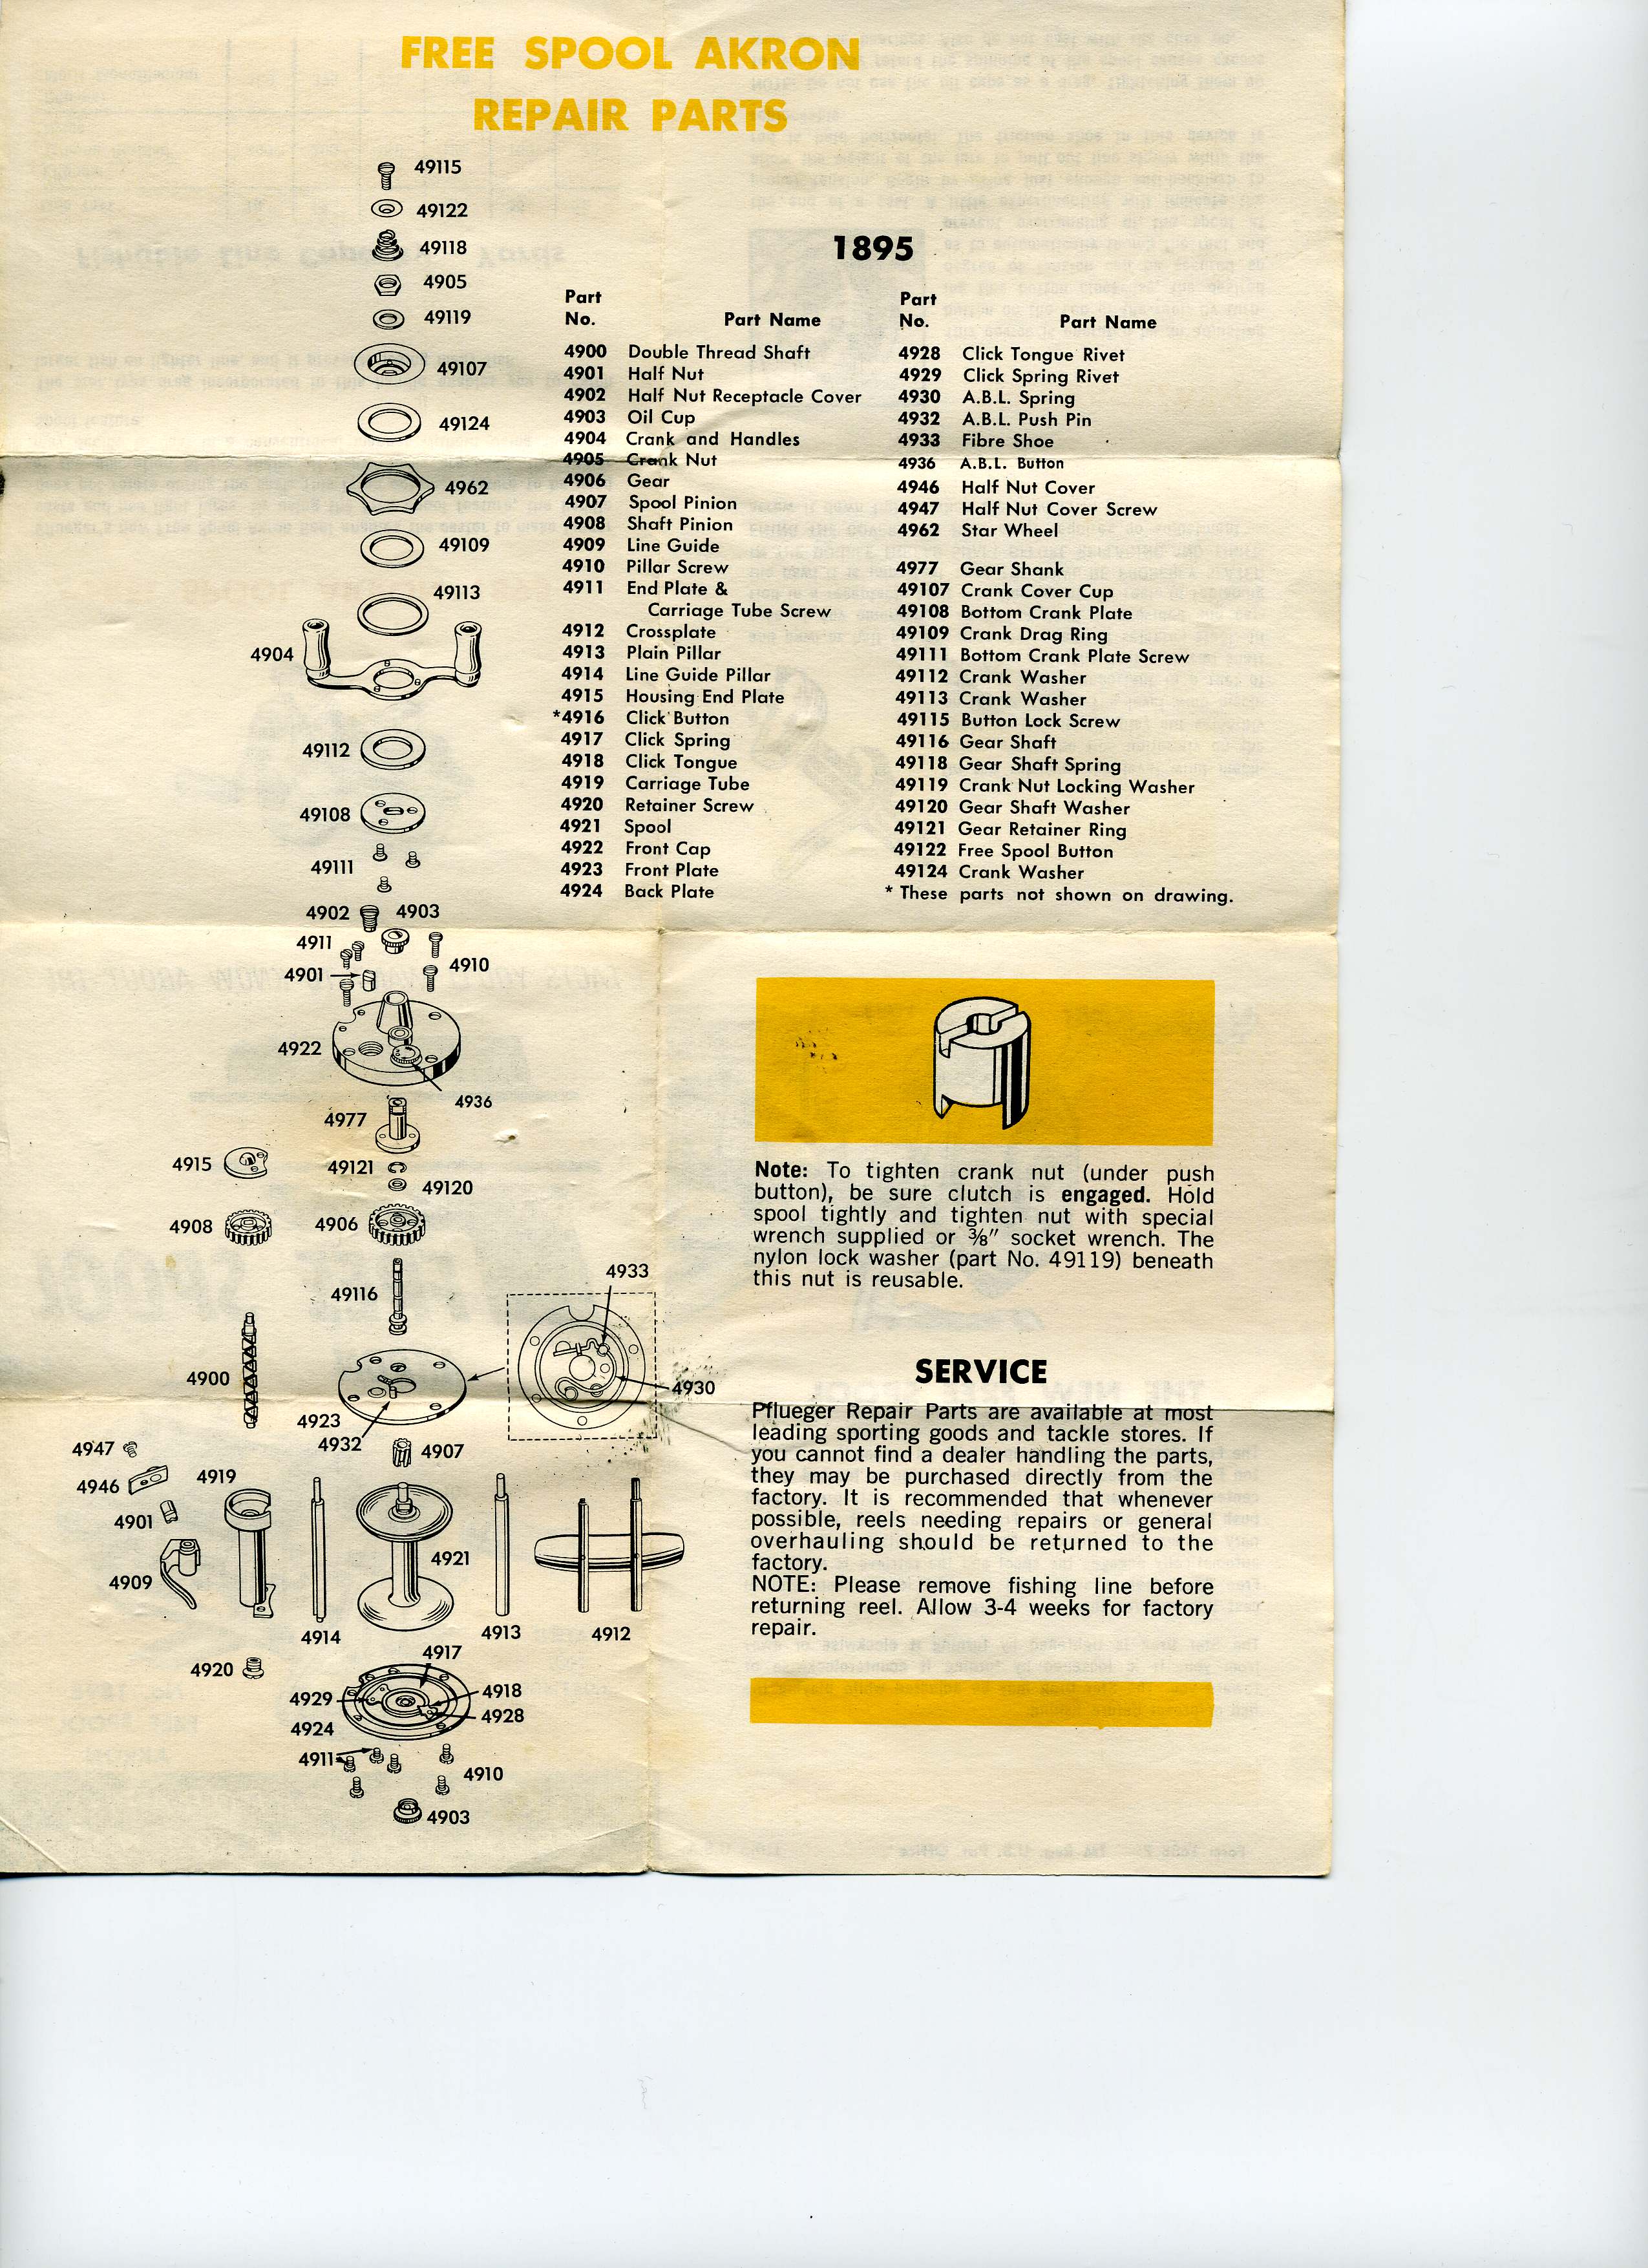 FREE SPOOL AKRON
REPAIR PARTS
49115
49122
49118
4905
49119
49107
49124
4962
49109
49113
4904
49112
49108
49111
4902
4903
4911
4901
4910
4922
4936
4977
4915
49121
49120
4908
4906
49116
4933
4900
4930
4923
4932
4947
4907
4946
4919
4901
4909
4921
4914
4913
4912
4920
4917
4929
4918
4924
4928
4911
4910
4903
1895
Part
No. Part Name
4900 Double Thread Shaft
4901 Half Nut
4902 Half Nut Receptacle Cover
4903 Oil Cup
4904 Crank and Handles
4905 Crank Nut
4906 Gear
4907 Spool Pinion
4908 Shaft Pinion
4909 Line Guide
4910 Pillar Screw
4911 End Plate &
Carriage Tube Screw
4912 Crossplate
4913 Plain Pillar
4914 Line Guide Pillar
4915 Housing End Plate
*4916 Click Button
4917 Click Spring
4918 Click Tongue
4919 Carriage Tube
4920 Retainer Screw
4921 Spool
4922 Front Cap
4923 Front Plate
4924 Back Plate
Part
No. Part Name
4928 Click Tongue Rivet
4929 Click Spring Rivet
4930 A.B.L. Spring
4932 A.B.L. Push Pin
4933 Fibre Shoe
4936 A.B.L. Button
4946 Half Nut Cover
4947 Half Nut Cover Screw
4962 Star Wheel
4977 Gear Shank
49107 Crank Cover Cup
49108 Bottom Crank Plate
49109 Crank Drag Ring
49111 Bottom Crank Plate Screw
49112 Crank Washer
49113 Crank Washer
49115 Button Lock Screw
49116 Gear Shaft
49118 Gear Shaft Spring
49119 Crank Nut Locking Washer
49120 Gear Shaft Washer
49121 Gear Retainer Ring
49122 Free Spool Button
49124 Crank Washer
* These parts not shown on drawing.
Note: To tighten crank nut (under push
button), be sure clutch is engaged. Hold
spool tightly and tighten nut with special
wrench supplied or ⅜" socket wrench. The
nylon lock washer (part No. 49119) beneath
this nut is reusable.
SERVICE
Pflueger Repair Parts are available at most
leading sporting goods and tackle stores. If
you cannot find a dealer handling the parts,
they may be purchased directly from the
factory. It is recommended that whenever
possible, reels needing repairs or general
overhauling should be returned to the
factory.
NOTE: Please remove fishing line before
returning reel. Allow 3-4 weeks for factory
repair.